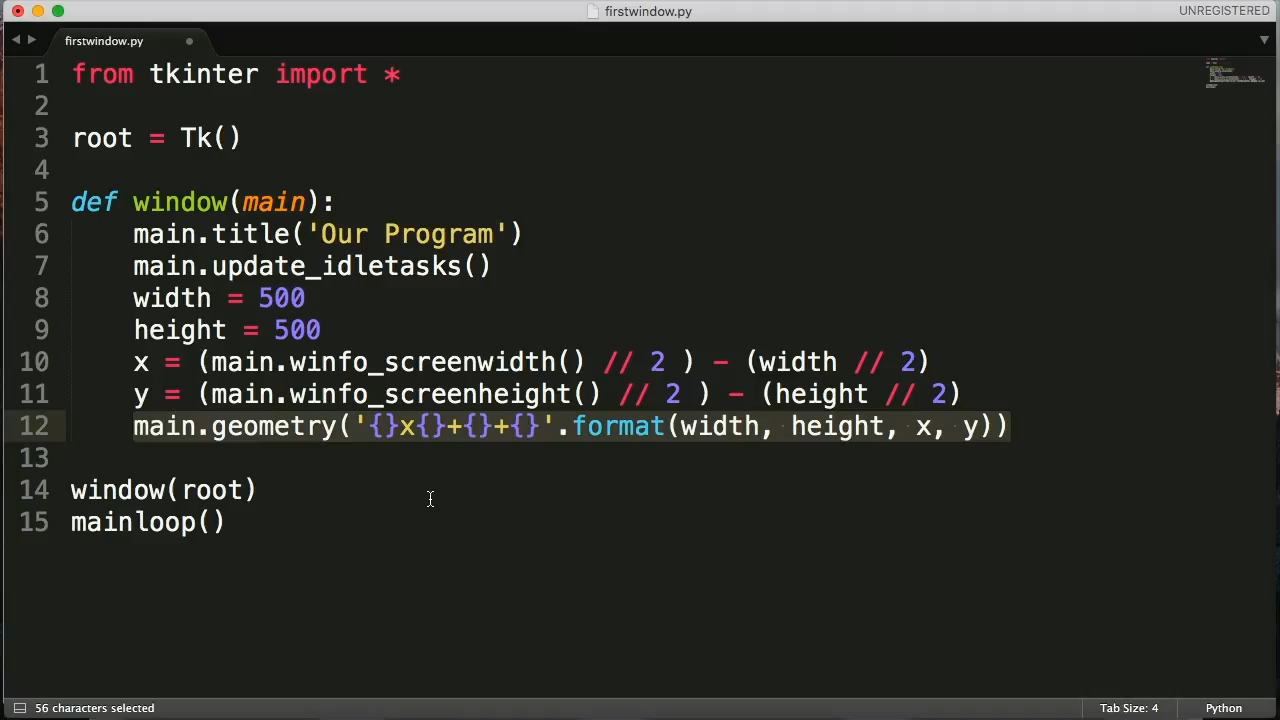 firstwindow.py
UNREGISTERED
firstwindow.py
1 from tkinter import *
2
3 root = Tk()
4
5 def window(main):
6     main.title('Our Program')
7     main.update_idletasks()
8     width = 500
9     height = 500
10     x = (main.winfo_screenwidth() // 2 ) - (width // 2)
11     y = (main.winfo_screenheight() // 2 ) - (height // 2)
12     main.geometry('{}x{}+{}+{}'.format(width, height, x, y))
13
14 window(root)
15 mainloop()
56 characters selected
Tab Size: 4
Python